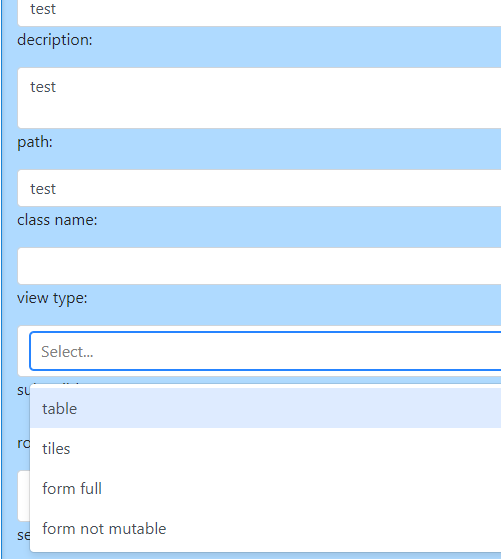 test
decription:
test
path:
test
class name:
view type:
Select...
table
tiles
form full
form not mutable